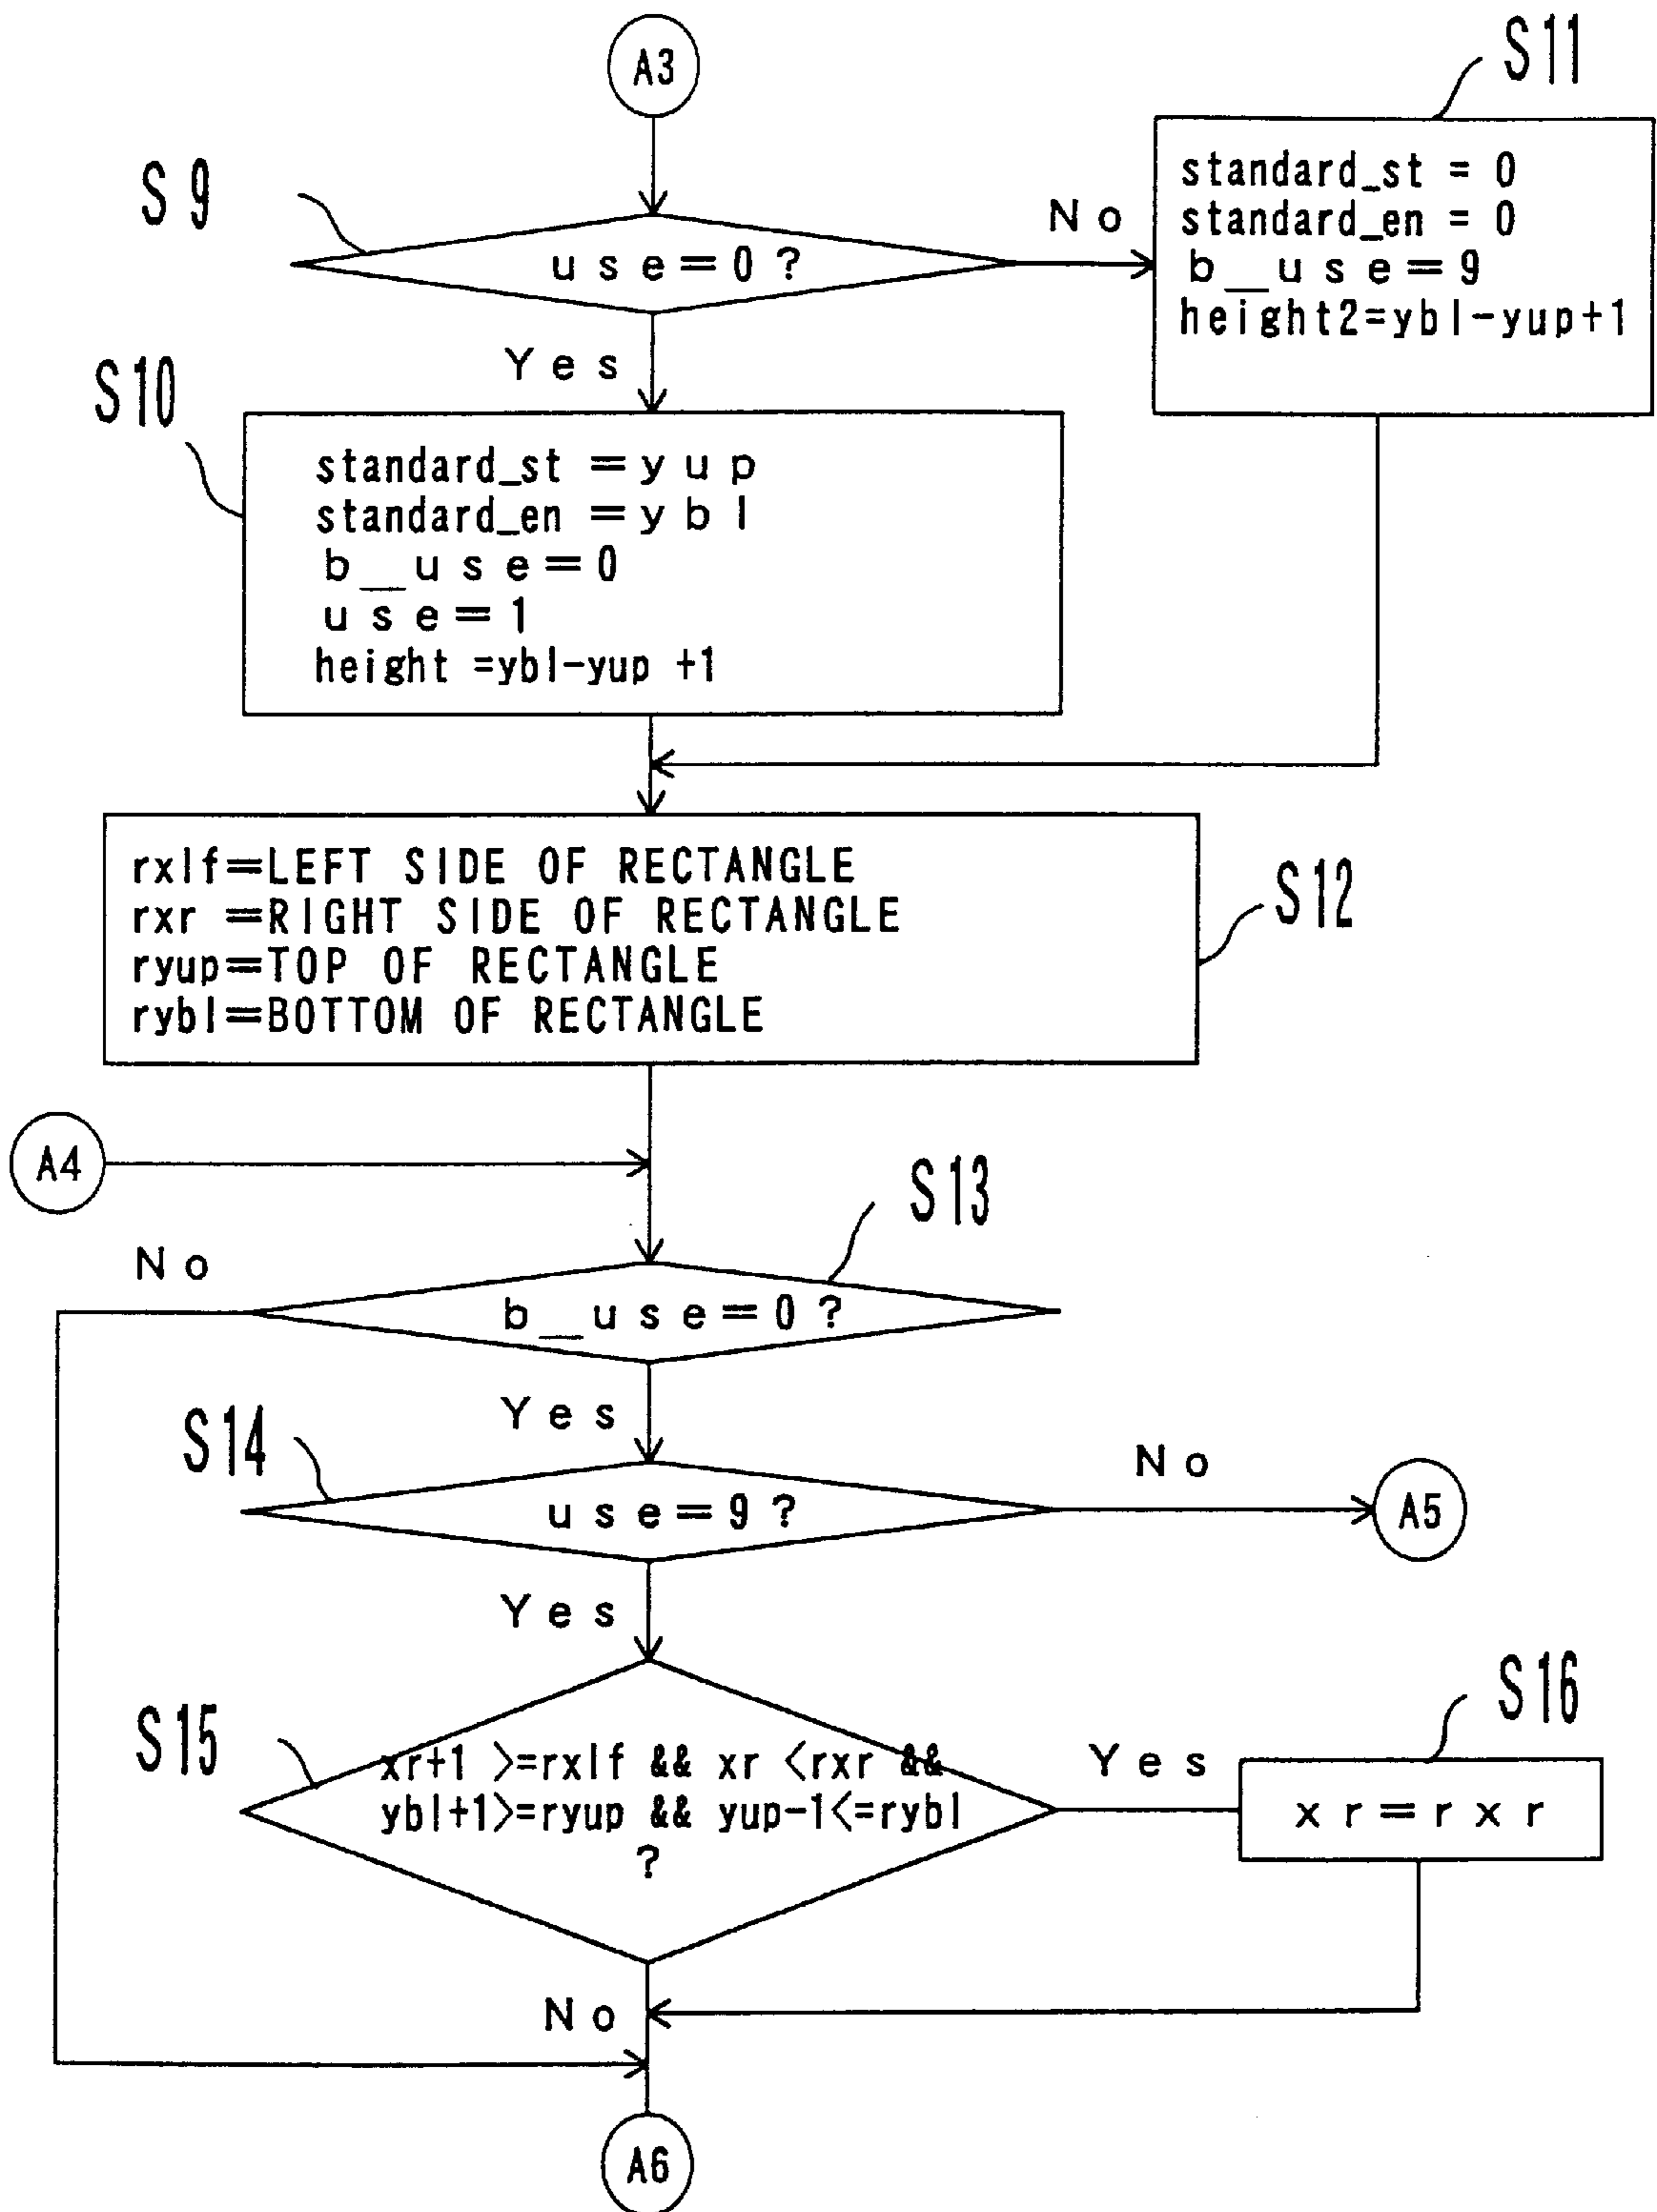 A3
S11
standard_st = 0
standard_en = 0
b_use=9
height2=ybl-yup+1
S9
use=0?
No
Yes
S10
standard_st =yup
standard_en =ybl
b_use=0
use=1
height =ybl-yup +1
rxlf=LEFT SIDE OF RECTANGLE
rxr =RIGHT SIDE OF RECTANGLE
ryup=TOP OF RECTANGLE
rybl=BOTTOM OF RECTANGLE
S12
A4
S13
No
b_use=0?
Yes
S14
use=9?
No
A5
Yes
S15
xr+1 >=rxlf && xr <rxr &&
ybl+1>=ryup && yup-1<=rybl
?
Yes
S16
xr=rxr
No
A6